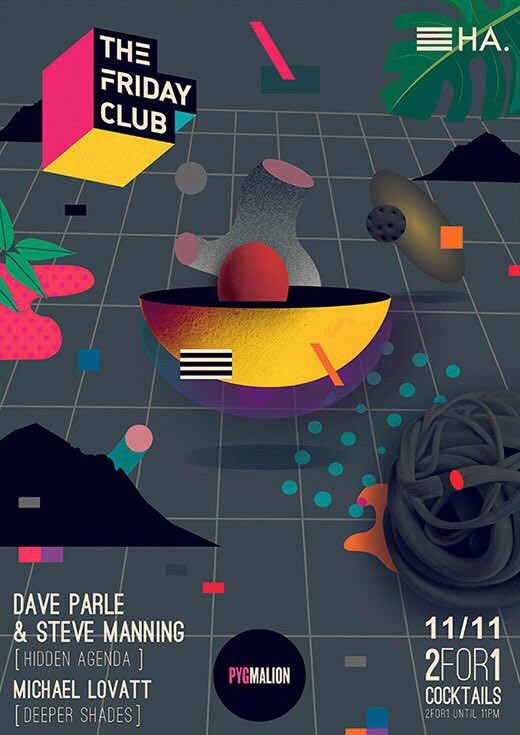 THE
FRIDAY
CLUB
HA.
DAVE PARLE
& STEVE MANNING
[HIDDEN AGENDA ]
MICHAEL LOVATT
[DEEPER SHADES]
PYGMALION
11/11
2FOR1
COCKTAILS
2FOR1 UNTIL 11PM